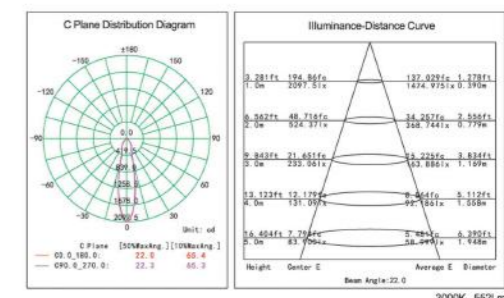 C Plane Distribution Diagram
±180
-150 150
-120 120
-90 90
-60 60
-30 30
0
0.0
1678.0
Unit: cd
C Plane [50%MaxAng.][10%MaxAng.]
C0.0_180.0: 22.0 65.4
C90.0_270.0: 22.3 65.3
Illuminance-Distance Curve
3.281ft 194.86fc 137.029fc 1.278ft
1.0m 2097.5lx 1474.975lx 0.390m
6.562ft 48.716fc 34.257fc 2.556ft
2.0m 524.37lx 368.744lx 0.779m
9.843ft 21.651fc 15.225fc 3.834ft
3.0m 233.06lx 163.886lx 1.169m
13.123ft 12.179fc 5.112ft
4.0m 131.09lx 1.558m
16.404ft 6.390ft
5.0m 1.948m
Height Center E Average E Diameter
Beam Angle:22.0